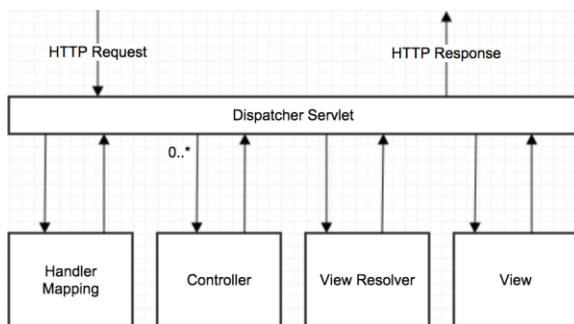 HTTP Request
HTTP Response
Dispatcher Servlet
0..*
Handler
Mapping
Controller
View Resolver
View